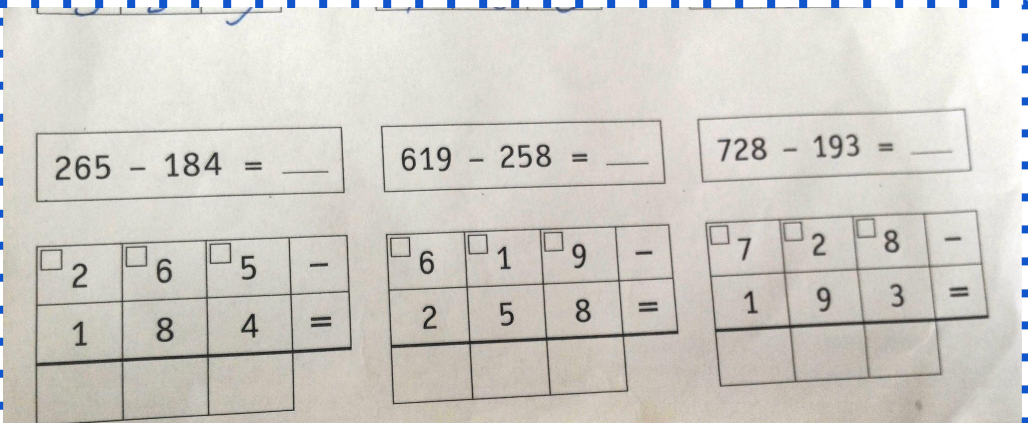 265 - 184 = ___ 619 - 258 = ___ 728 - 193 = ___
2 6 5 - 6 1 9 - 7 2 8 -
1 8 4 = 2 5 8 = 1 9 3 =